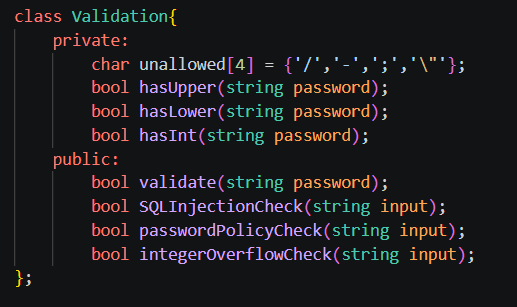 class Validation{
    private:
        char unallowed[4] = {'/','-',';','\"'};
        bool hasUpper(string password);
        bool hasLower(string password);
        bool hasInt(string password);
    public:
        bool validate(string password);
        bool SQLInjectionCheck(string input);
        bool passwordPolicyCheck(string input);
        bool integerOverflowCheck(string input);
};